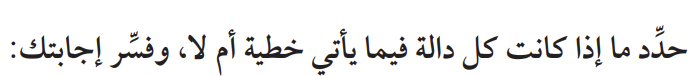 حدِّد ما إذا كانت كل دالة فيما يأتي خطية أم لا، وفسِّر إجابتك: